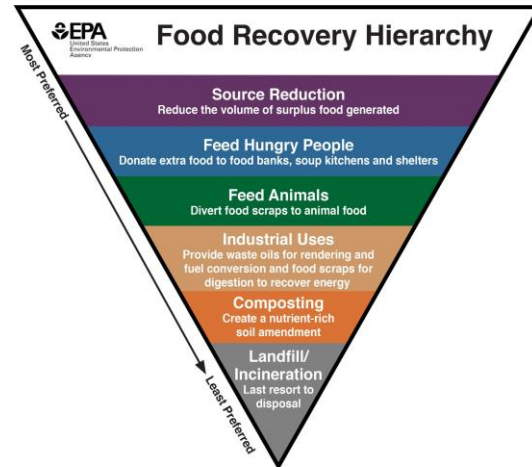 EPA
United States
Environmental Protection
Agency
Food Recovery Hierarchy
Most Preferred
Source Reduction
Reduce the volume of surplus food generated
Feed Hungry People
Donate extra food to food banks, soup kitchens and shelters
Feed Animals
Divert food scraps to animal food
Industrial Uses
Provide waste oils for rendering and
fuel conversion and food scraps for
digestion to recover energy
Composting
Create a nutrient-rich
soil amendment
Landfill/
Incineration
Last resort to
disposal
Least Preferred